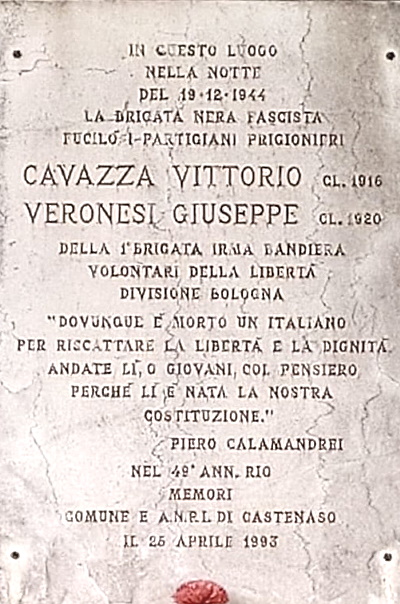 IN QUESTO LUOGO
NELLA NOTTE
DEL 19·12·1944
LA BRIGATA NERA FASCISTA
FUCILÒ I PARTIGIANI PRIGIONIERI
CAVAZZA VITTORIO CL. 1916
VERONESI GIUSEPPE CL. 1920
DELLA 1ª BRIGATA IRMA BANDIERA
VOLONTARI DELLA LIBERTÀ
DIVISIONE BOLOGNA
"DOVUNQUE È MORTO UN ITALIANO
PER RISCATTARE LA LIBERTÀ E LA DIGNITÀ
ANDATE LÌ, O GIOVANI, COL PENSIERO
PERCHÉ LÌ È NATA LA NOSTRA
COSTITUZIONE."
PIERO CALAMANDREI
NEL 49° ANN. RIO
MEMORI
COMUNE E A.N.P.I. DI CASTENASO
IL 25 APRILE 1993